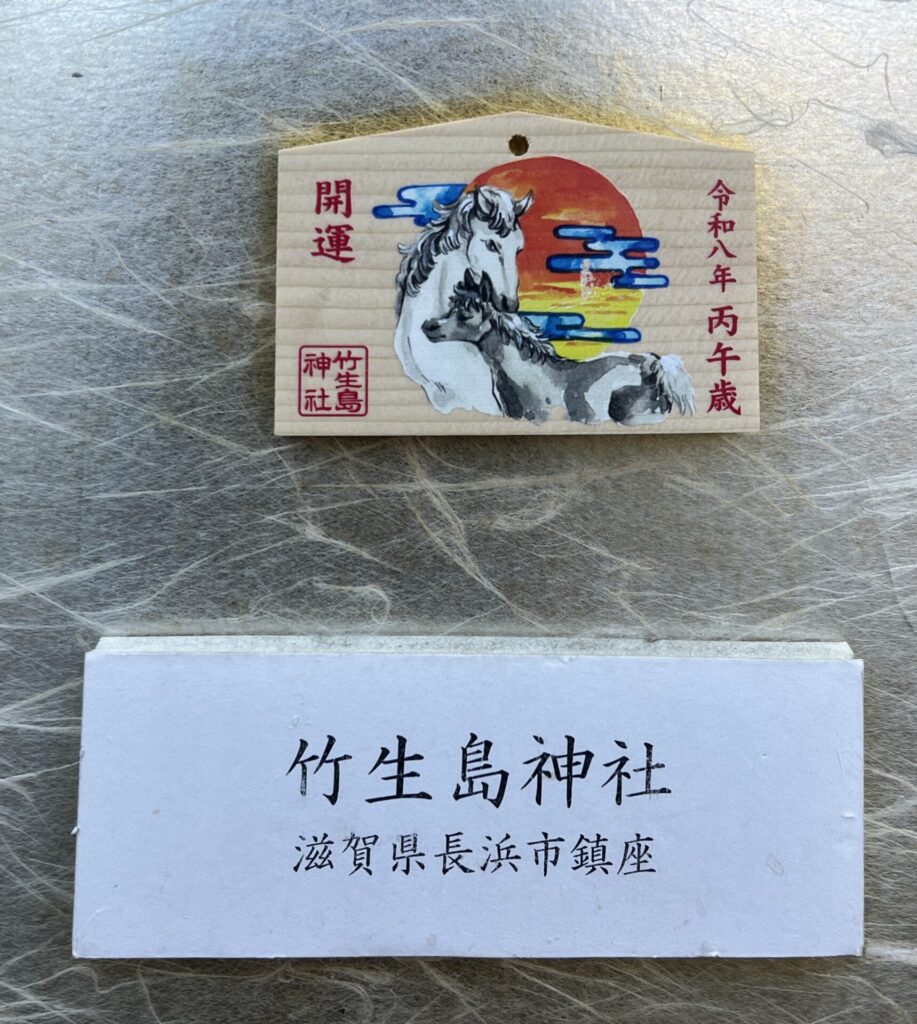 令和八年 丙午歳
開運
竹生島
神社
竹生島神社
滋賀県長浜市鎮座